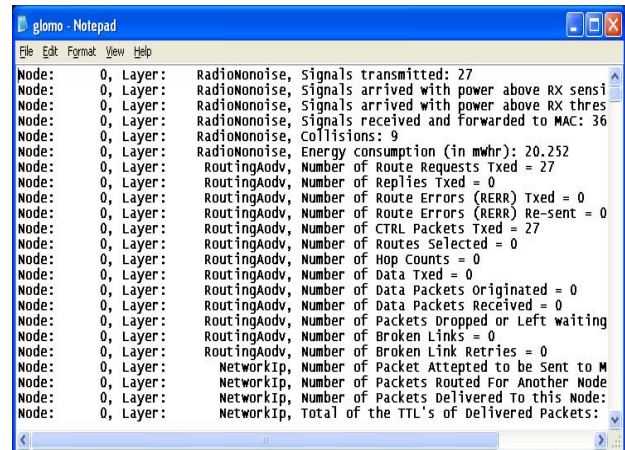 glomo - Notepad
File Edit Format View Help
Node: 0, Layer: RadioNonoise, Signals transmitted: 27
Node: 0, Layer: RadioNonoise, Signals arrived with power above RX sensi
Node: 0, Layer: RadioNonoise, Signals arrived with power above RX thres
Node: 0, Layer: RadioNonoise, Signals received and forwarded to MAC: 36
Node: 0, Layer: RadioNonoise, Collisions: 9
Node: 0, Layer: RadioNonoise, Energy consumption (in mWhr): 20.252
Node: 0, Layer: RoutingAodv, Number of Route Requests Txed = 27
Node: 0, Layer: RoutingAodv, Number of Replies Txed = 0
Node: 0, Layer: RoutingAodv, Number of Route Errors (RERR) Txed = 0
Node: 0, Layer: RoutingAodv, Number of Route Errors (RERR) Re-sent = 0
Node: 0, Layer: RoutingAodv, Number of CTRL Packets Txed = 27
Node: 0, Layer: RoutingAodv, Number of Routes Selected = 0
Node: 0, Layer: RoutingAodv, Number of Hop Counts = 0
Node: 0, Layer: RoutingAodv, Number of Data Txed = 0
Node: 0, Layer: RoutingAodv, Number of Data Packets Originated = 0
Node: 0, Layer: RoutingAodv, Number of Data Packets Received = 0
Node: 0, Layer: RoutingAodv, Number of Packets Dropped or Left waiting
Node: 0, Layer: RoutingAodv, Number of Broken Links = 0
Node: 0, Layer: RoutingAodv, Number of Broken Link Retries = 0
Node: 0, Layer: NetworkIp, Number of Packet Attepted to be Sent to M
Node: 0, Layer: NetworkIp, Number of Packets Routed For Another Node
Node: 0, Layer: NetworkIp, Number of Packets Delivered To this Node:
Node: 0, Layer: NetworkIp, Total of the TTL's of Delivered Packets: